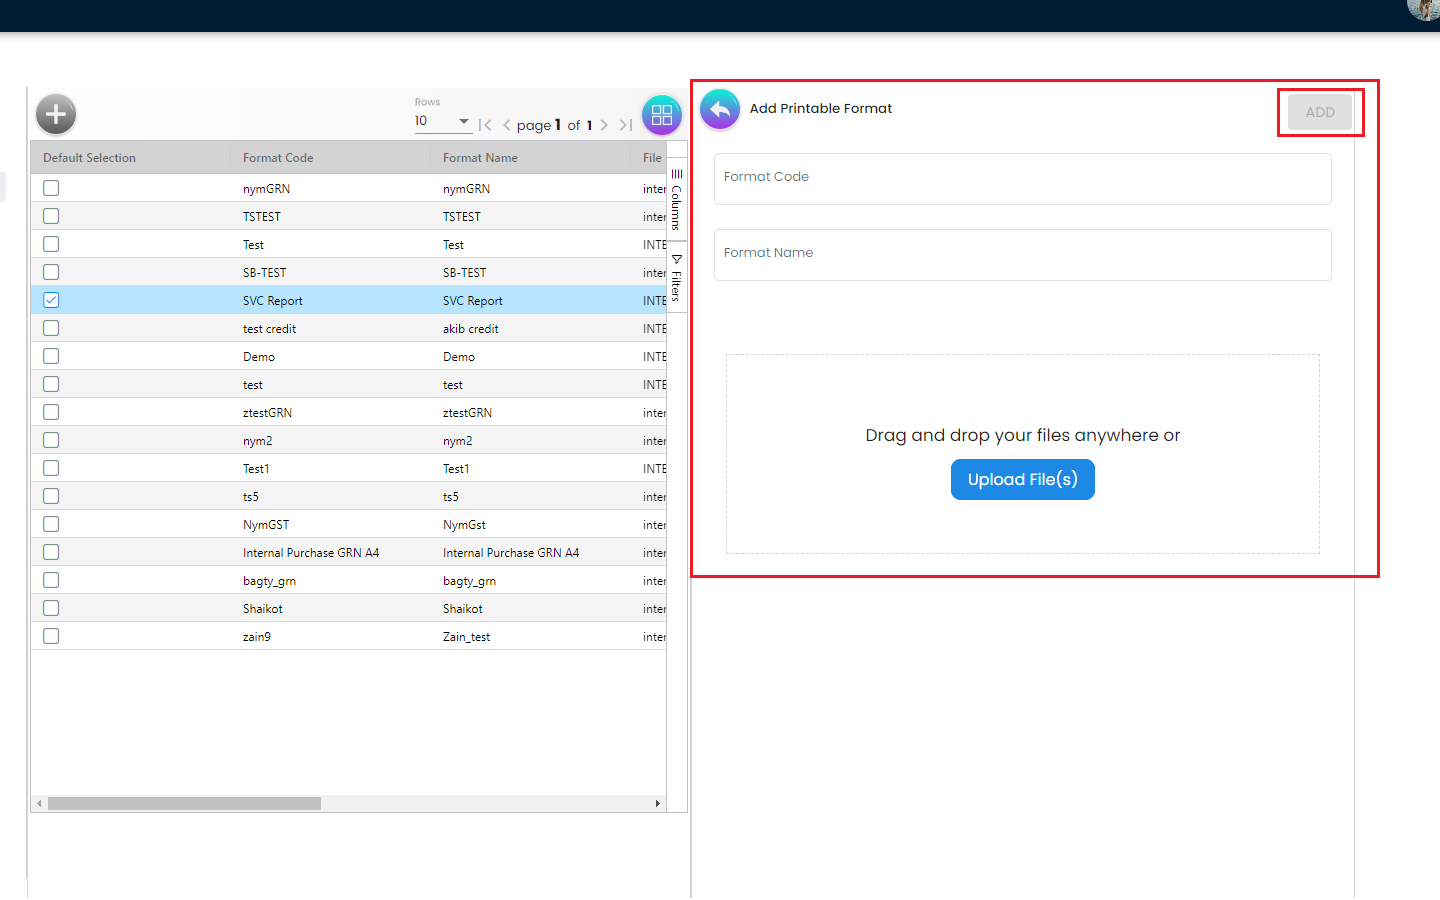 Rows
10
page 1 of 1
Default Selection Format Code Format Name File
nymGRN nymGRN inter
TSTEST TSTEST inter
Test Test INTE
SB-TEST SB-TEST inter
SVC Report SVC Report INTE
test credit akib credit INTE
Demo Demo INTE
test test INTE
ztestGRN ztestGRN inter
nym2 nym2 inter
Test1 Test1 INTE
ts5 ts5 inter
NymGST NymGst inter
Internal Purchase GRN A4 Internal Purchase GRN A4 inter
bagty_grn bagty_grn inter
Shaikot Shaikot inter
zain9 Zain_test inter
Columns
Filters
Add Printable Format
ADD
Format Code
Format Name
Drag and drop your files anywhere or
Upload File(s)